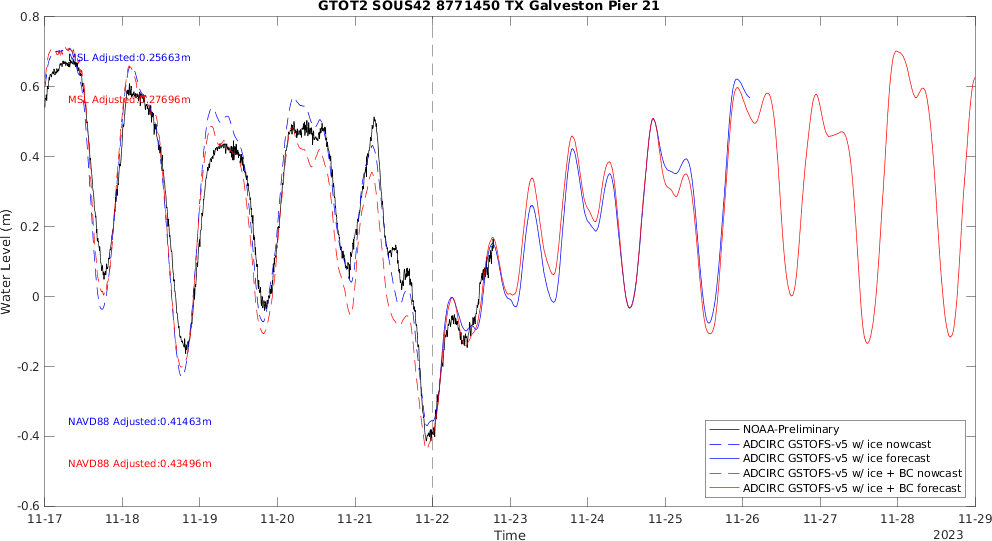 GTOT2 SOUS42 8771450 TX Galveston Pier 21
0.8
0.6
0.4
0.2
0
-0.2
-0.4
-0.6
Water Level (m)
MSL Adjusted:0.25663m
MSL Adjusted:0.27696m
NAVD88 Adjusted:0.41463m
NAVD88 Adjusted:0.43496m
NOAA-Preliminary
ADCIRC GSTOFS-v5 w/ ice nowcast
ADCIRC GSTOFS-v5 w/ ice forecast
ADCIRC GSTOFS-v5 w/ ice + BC nowcast
ADCIRC GSTOFS-v5 w/ ice + BC forecast
11-17 11-18 11-19 11-20 11-21 11-22 11-23 11-24 11-25 11-26 11-27 11-28 11-29
Time
2023